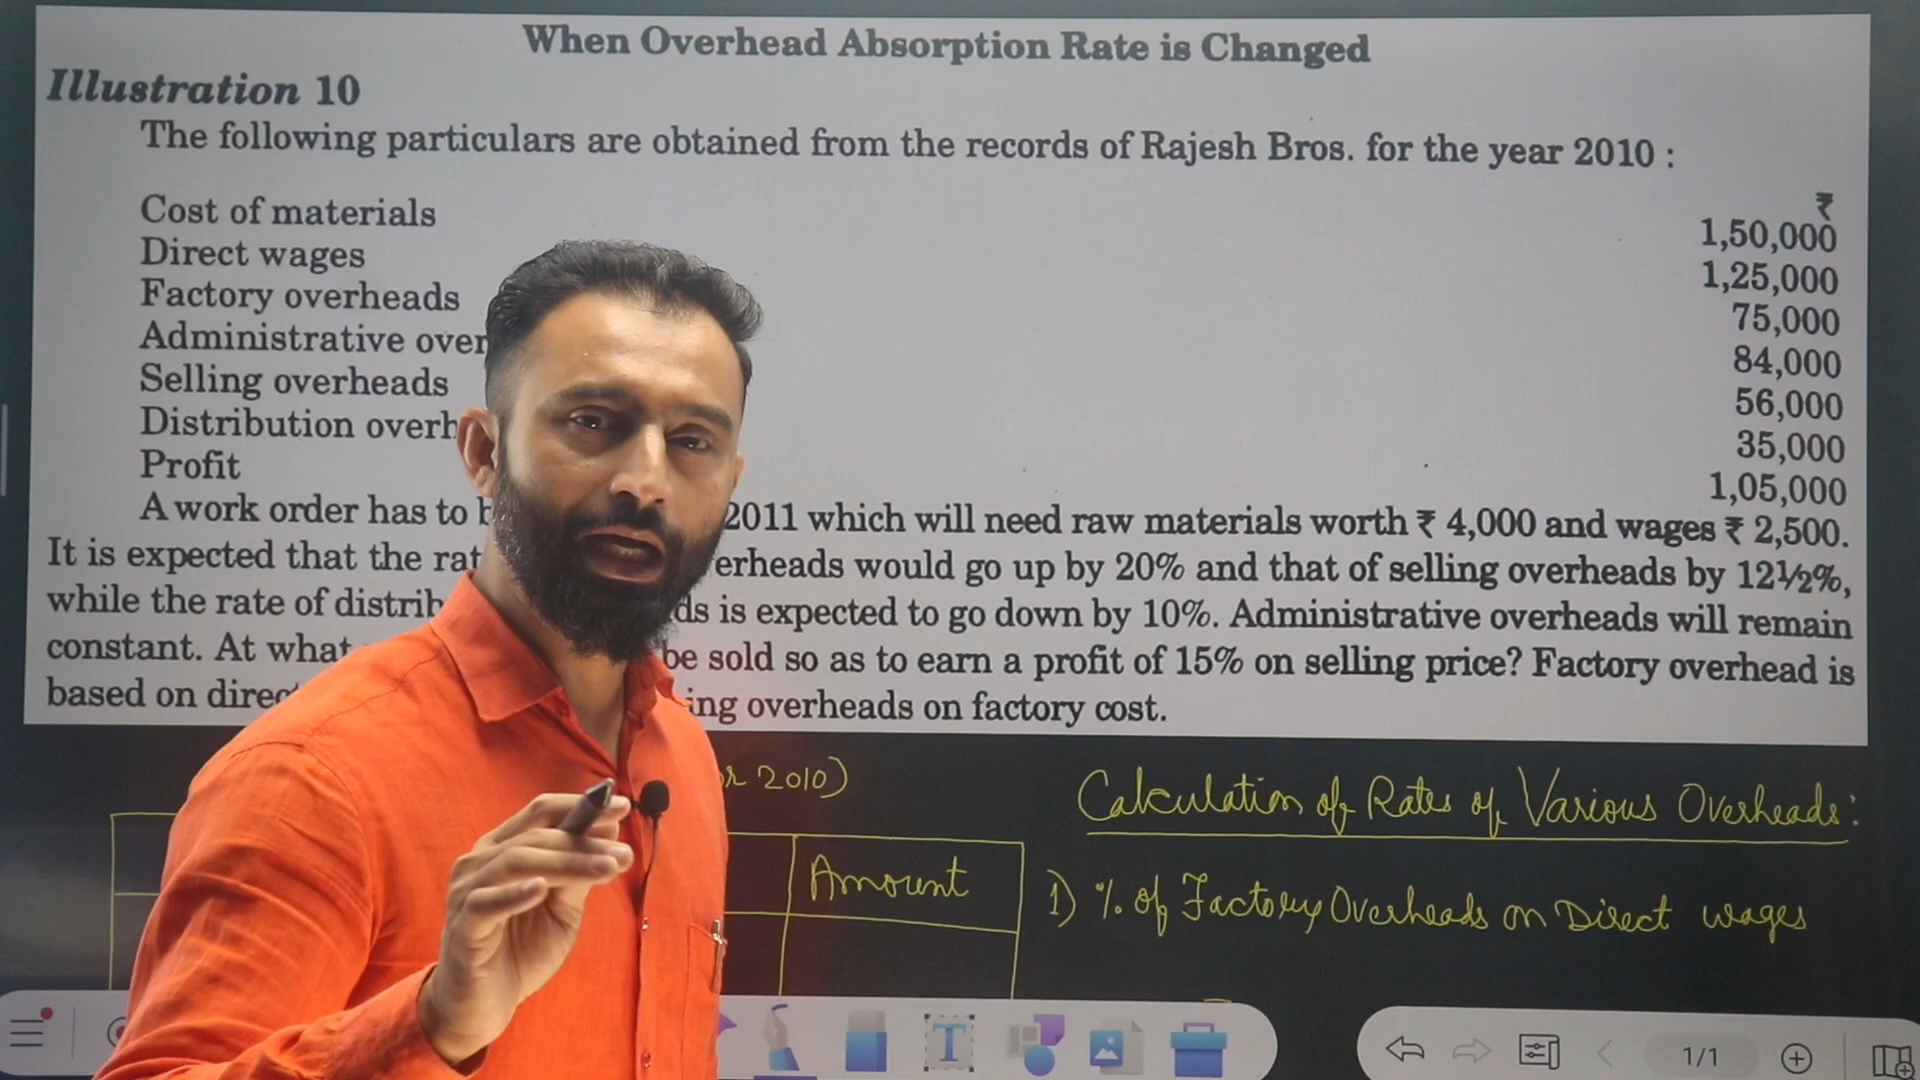 When Overhead Absorption Rate is Changed
Illustration 10
The following particulars are obtained from the records of Rajesh Bros. for the year 2010 :
₹
Cost of materials 1,50,000
Direct wages 1,25,000
Factory overheads 75,000
Administrative over 84,000
Selling overheads 56,000
Distribution overh 35,000
Profit 1,05,000
A work order has to 2011 which will need raw materials worth ₹ 4,000 and wages ₹ 2,500.
It is expected that the rat erheads would go up by 20% and that of selling overheads by 12½%,
while the rate of distrib ds is expected to go down by 10%. Administrative overheads will remain
constant. At what be sold so as to earn a profit of 15% on selling price? Factory overhead is
based on direc ing overheads on factory cost.
2010)
Amount
Calculation of Rates of Various Overheads:
1) % of Factory Overheads on Direct wages
T
1/1